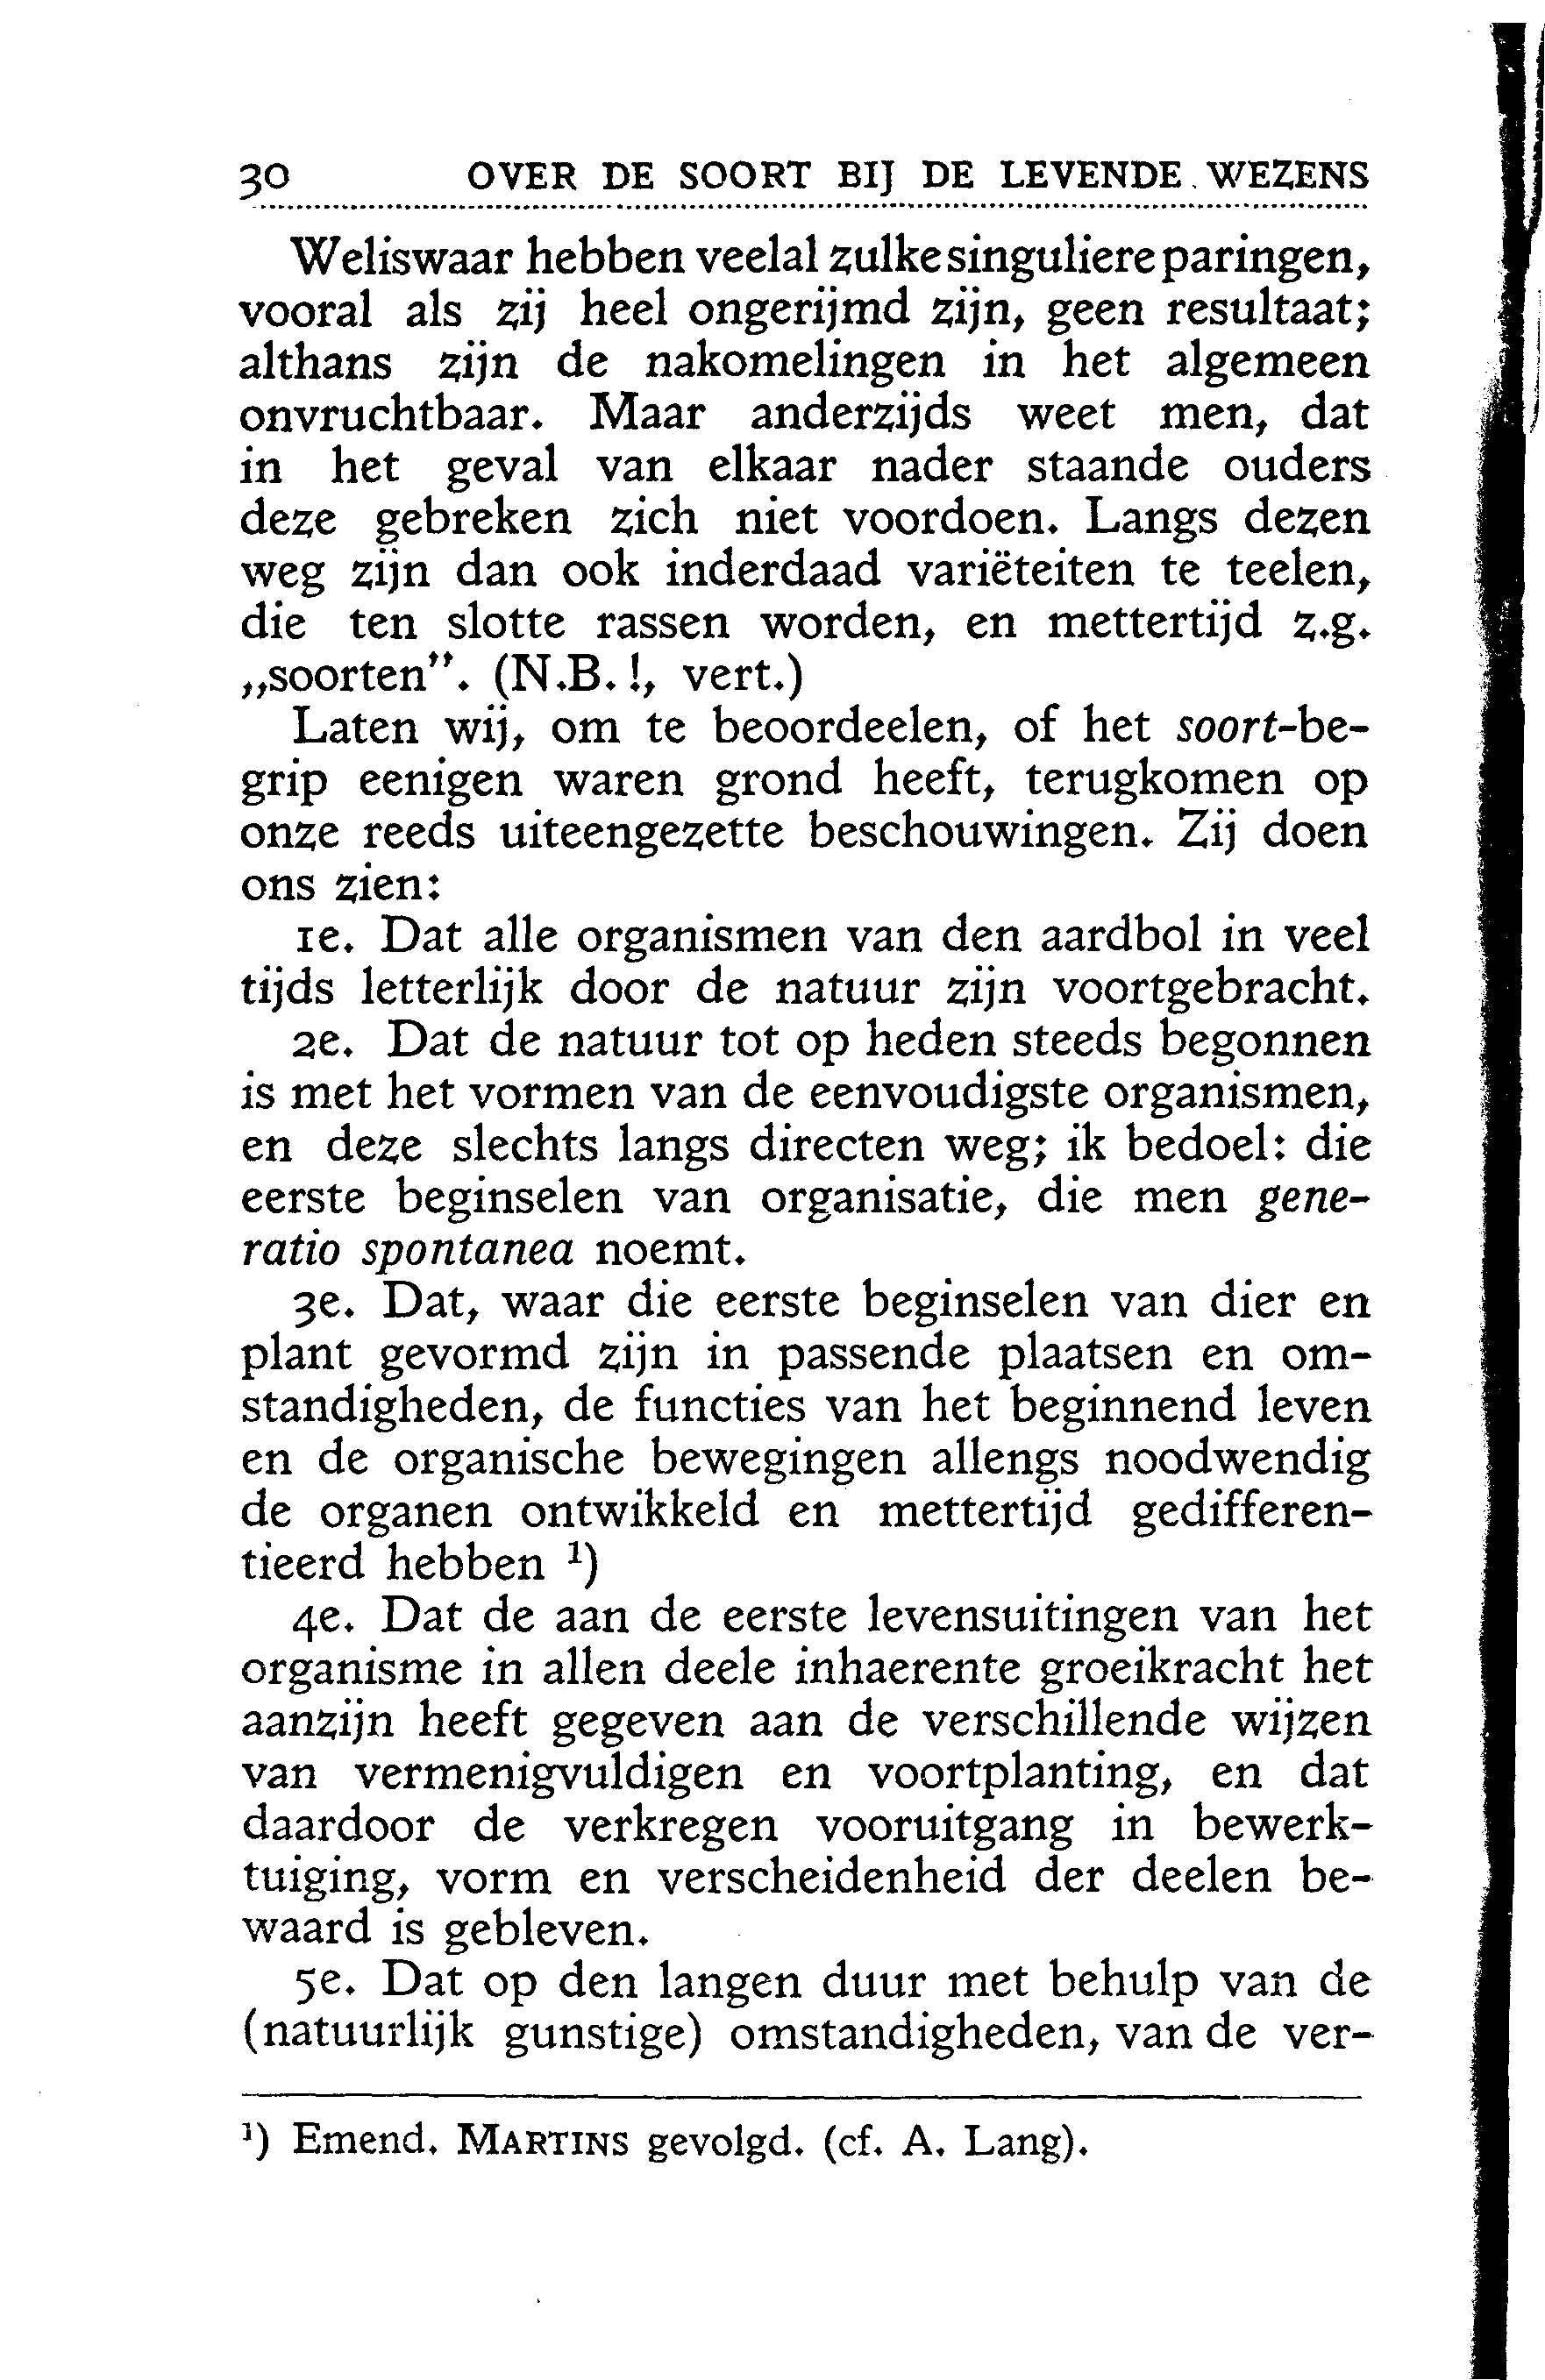 30 OVER DE SOORT BIJ DE LEVENDE WEZENS
Weliswaar hebben veelal zulke singuliere paringen,
vooral als zij heel ongerijmd zijn, geen resultaat;
althans zijn de nakomelingen in het algemeen
onvruchtbaar. Maar anderzijds weet men, dat
in het geval van elkaar nader staande ouders
deze gebreken zich niet voordoen. Langs dezen
weg zijn dan ook inderdaad variëteiten te teelen,
die ten slotte rassen worden, en mettertijd z.g.
„soorten”. (N.B.!, vert.)
Laten wij, om te beoordeelen, of het soort-be-
grip eenigen waren grond heeft, terugkomen op
onze reeds uiteengezette beschouwingen. Zij doen
ons zien:
1e. Dat alle organismen van den aardbol in veel
tijds letterlijk door de natuur zijn voortgebracht.
2e. Dat de natuur tot op heden steeds begonnen
is met het vormen van de eenvoudigste organismen,
en deze slechts langs directen weg; ik bedoel: die
eerste beginselen van organisatie, die men gene-
ratio spontanea noemt.
3e. Dat, waar die eerste beginselen van dier en
plant gevormd zijn in passende plaatsen en om-
standigheden, de functies van het beginnend leven
en de organische bewegingen allengs noodwendig
de organen ontwikkeld en mettertijd gedifferen-
tieerd hebben ¹)
4e. Dat de aan de eerste levensuitingen van het
organisme in allen deele inhaerente groeikracht het
aanzijn heeft gegeven aan de verschillende wijzen
van vermenigvuldigen en voortplanting, en dat
daardoor de verkregen vooruitgang in bewerk-
tuiging, vorm en verscheidenheid der deelen be-
waard is gebleven.
5e. Dat op den langen duur met behulp van de
(natuurlijk gunstige) omstandigheden, van de ver-
¹) Emend. MARTINS gevolgd. (cf. A. Lang).